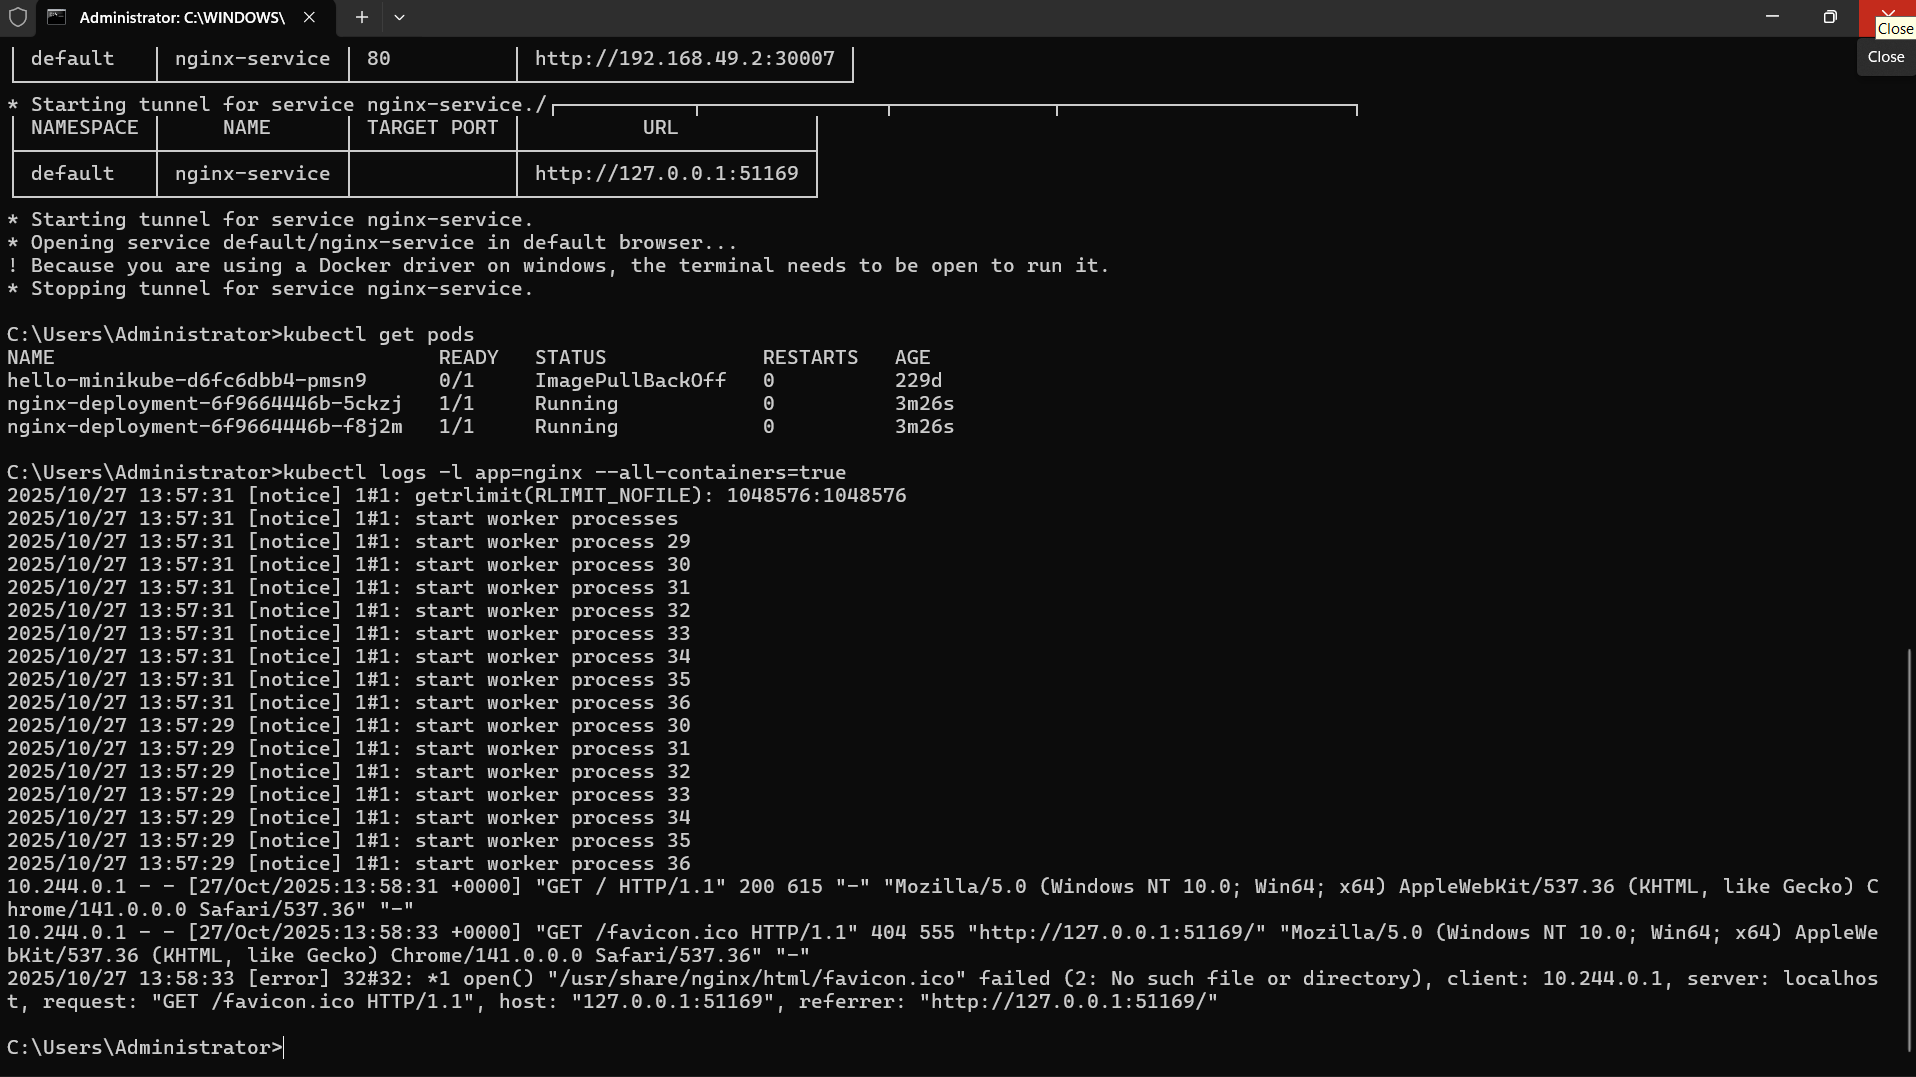 Administrator: C:\WINDOWS\
Close
Close
default nginx-service 80 http://192.168.49.2:30007
* Starting tunnel for service nginx-service./
NAMESPACE NAME TARGET PORT URL
default nginx-service http://127.0.0.1:51169
* Starting tunnel for service nginx-service.
* Opening service default/nginx-service in default browser...
! Because you are using a Docker driver on windows, the terminal needs to be open to run it.
* Stopping tunnel for service nginx-service.
C:\Users\Administrator>kubectl get pods
NAME READY STATUS RESTARTS AGE
hello-minikube-d6fc6dbb4-pmsn9 0/1 ImagePullBackOff 0 229d
nginx-deployment-6f9664446b-5ckzj 1/1 Running 0 3m26s
nginx-deployment-6f9664446b-f8j2m 1/1 Running 0 3m26s
C:\Users\Administrator>kubectl logs -l app=nginx --all-containers=true
2025/10/27 13:57:31 [notice] 1#1: getrlimit(RLIMIT_NOFILE): 1048576:1048576
2025/10/27 13:57:31 [notice] 1#1: start worker processes
2025/10/27 13:57:31 [notice] 1#1: start worker process 29
2025/10/27 13:57:31 [notice] 1#1: start worker process 30
2025/10/27 13:57:31 [notice] 1#1: start worker process 31
2025/10/27 13:57:31 [notice] 1#1: start worker process 32
2025/10/27 13:57:31 [notice] 1#1: start worker process 33
2025/10/27 13:57:31 [notice] 1#1: start worker process 34
2025/10/27 13:57:31 [notice] 1#1: start worker process 35
2025/10/27 13:57:31 [notice] 1#1: start worker process 36
2025/10/27 13:57:29 [notice] 1#1: start worker process 30
2025/10/27 13:57:29 [notice] 1#1: start worker process 31
2025/10/27 13:57:29 [notice] 1#1: start worker process 32
2025/10/27 13:57:29 [notice] 1#1: start worker process 33
2025/10/27 13:57:29 [notice] 1#1: start worker process 34
2025/10/27 13:57:29 [notice] 1#1: start worker process 35
2025/10/27 13:57:29 [notice] 1#1: start worker process 36
10.244.0.1 - - [27/Oct/2025:13:58:31 +0000] "GET / HTTP/1.1" 200 615 "-" "Mozilla/5.0 (Windows NT 10.0; Win64; x64) AppleWebKit/537.36 (KHTML, like Gecko) C
hrome/141.0.0.0 Safari/537.36" "-"
10.244.0.1 - - [27/Oct/2025:13:58:33 +0000] "GET /favicon.ico HTTP/1.1" 404 555 "http://127.0.0.1:51169/" "Mozilla/5.0 (Windows NT 10.0; Win64; x64) AppleWe
bKit/537.36 (KHTML, like Gecko) Chrome/141.0.0.0 Safari/537.36" "-"
2025/10/27 13:58:33 [error] 32#32: *1 open() "/usr/share/nginx/html/favicon.ico" failed (2: No such file or directory), client: 10.244.0.1, server: localhos
t, request: "GET /favicon.ico HTTP/1.1", host: "127.0.0.1:51169", referrer: "http://127.0.0.1:51169/"
C:\Users\Administrator>